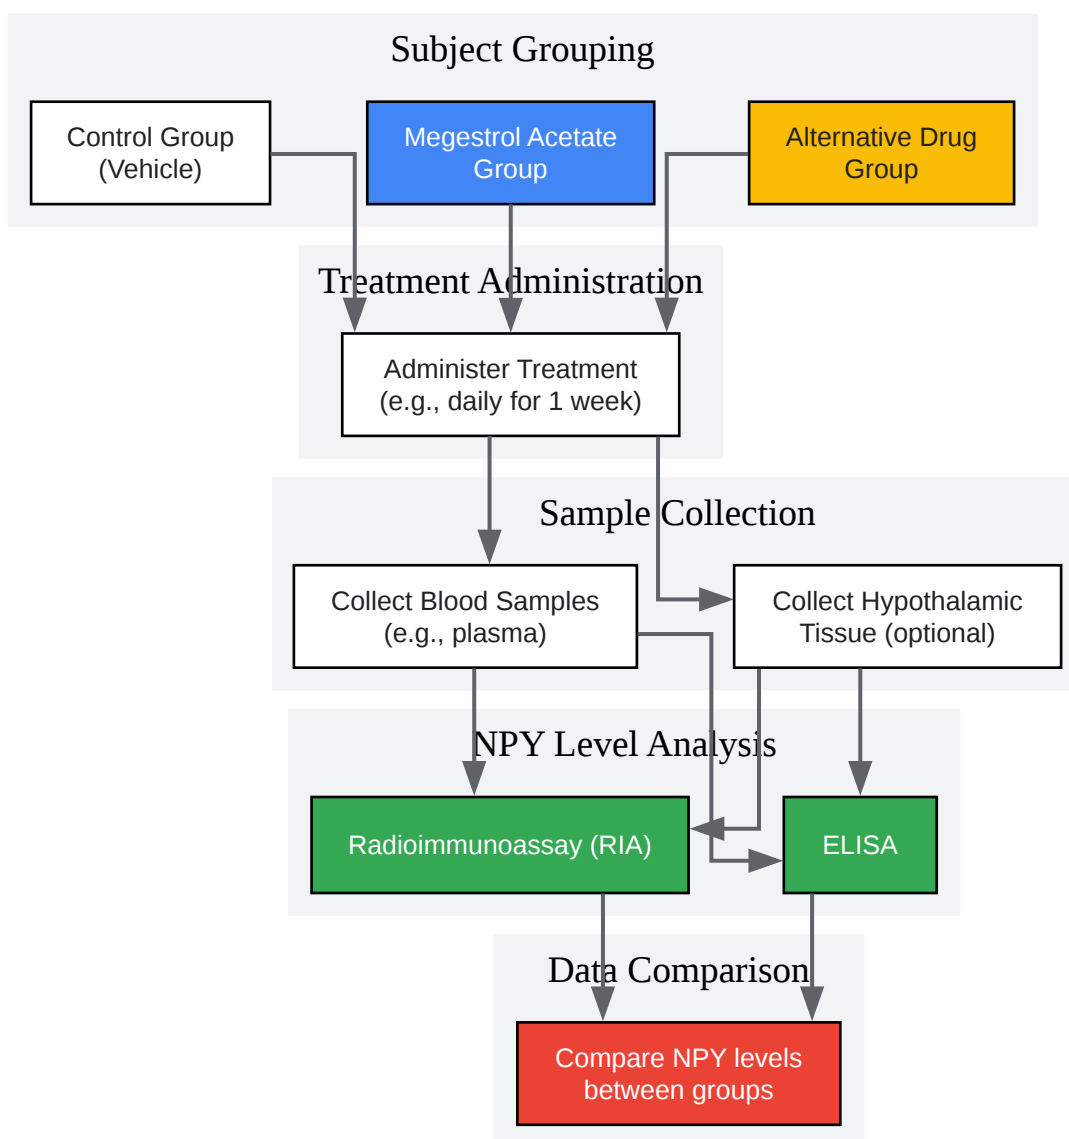 Subject Grouping
Control Group
(Vehicle)
Megestrol Acetate
Group
Alternative Drug
Group
Treatment Administration
Administer Treatment
(e.g., daily for 1 week)
Sample Collection
Collect Blood Samples
(e.g., plasma)
Collect Hypothalamic
Tissue (optional)
NPY Level Analysis
Radioimmunoassay (RIA)
ELISA
Data Comparison
Compare NPY levels
between groups